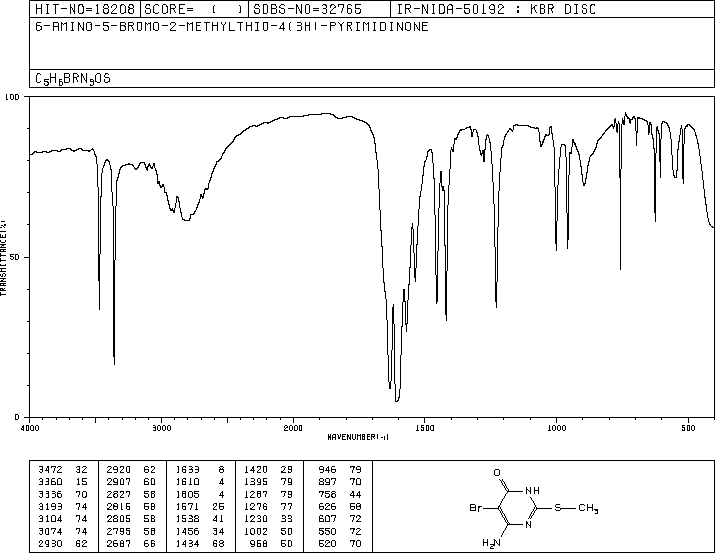 HIT-NO=18208 SCORE= ( ) SDBS-NO=32765 IR-NIDA-50192 : KBR DISC
6-AMINO-5-BROMO-2-METHYLTHIO-4(3H)-PYRIMIDINONE
C5H6BRN3OS
100
50
0
TRANSMITTANCE(%)
4000 3000 2000 1500 1000 500
WAVENUMBER(-1)
3472 32 2920 62 1639 8 1420 29 946 79
3360 15 2907 60 1610 4 1395 79 897 70
3336 70 2827 58 1605 4 1287 79 758 44
3193 74 2816 58 1571 25 1276 77 626 58
3104 74 2805 58 1538 41 1230 33 607 72
3074 74 2795 58 1456 34 1002 50 550 72
2930 62 2687 66 1434 68 958 50 520 70
O
NH
Br
S
CH3
H2N
N